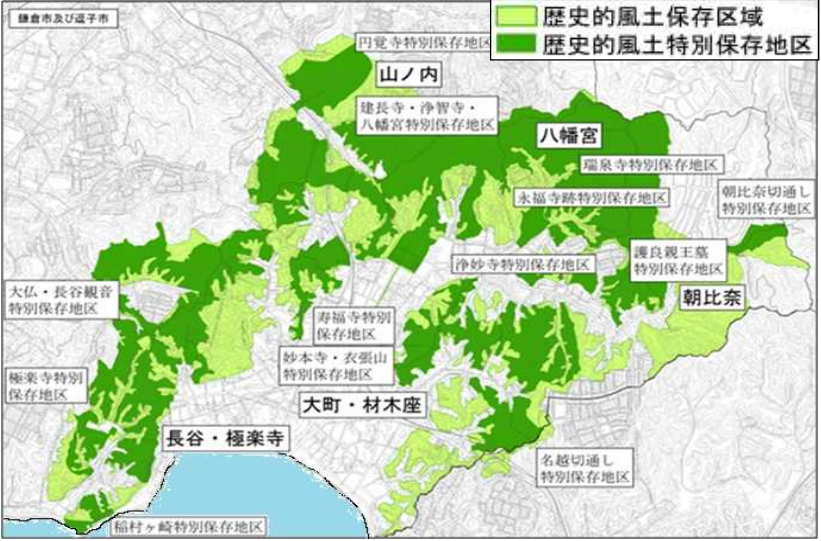 鎌倉市及び逗子市
歴史的風土保存区域
歴史的風土特別保存地区
円覚寺特別保存地区
山ノ内
建長寺・浄智寺・
八幡宮特別保存地区
八幡宮
瑞泉寺特別保存地区
永福寺跡特別保存地区
朝比奈切通し
特別保存地区
浄妙寺特別保存地区
護良親王墓
特別保存地区
朝比奈
大仏・長谷観音
特別保存地区
寿福寺特別
保存地区
妙本寺・衣張山
特別保存地区
極楽寺特別
保存地区
大町・材木座
長谷・極楽寺
名越切通し
特別保存地区
稲村ヶ崎特別保存地区